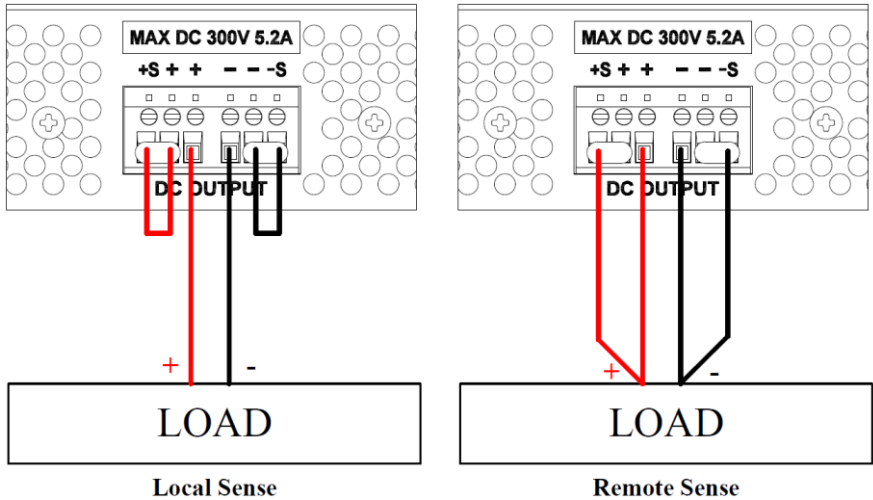 MAX DC 300V 5.2A
+S + + − − -S
DC OUTPUT
+ -
LOAD
Local Sense
MAX DC 300V 5.2A
+S + + − − -S
DC OUTPUT
+ -
LOAD
Remote Sense